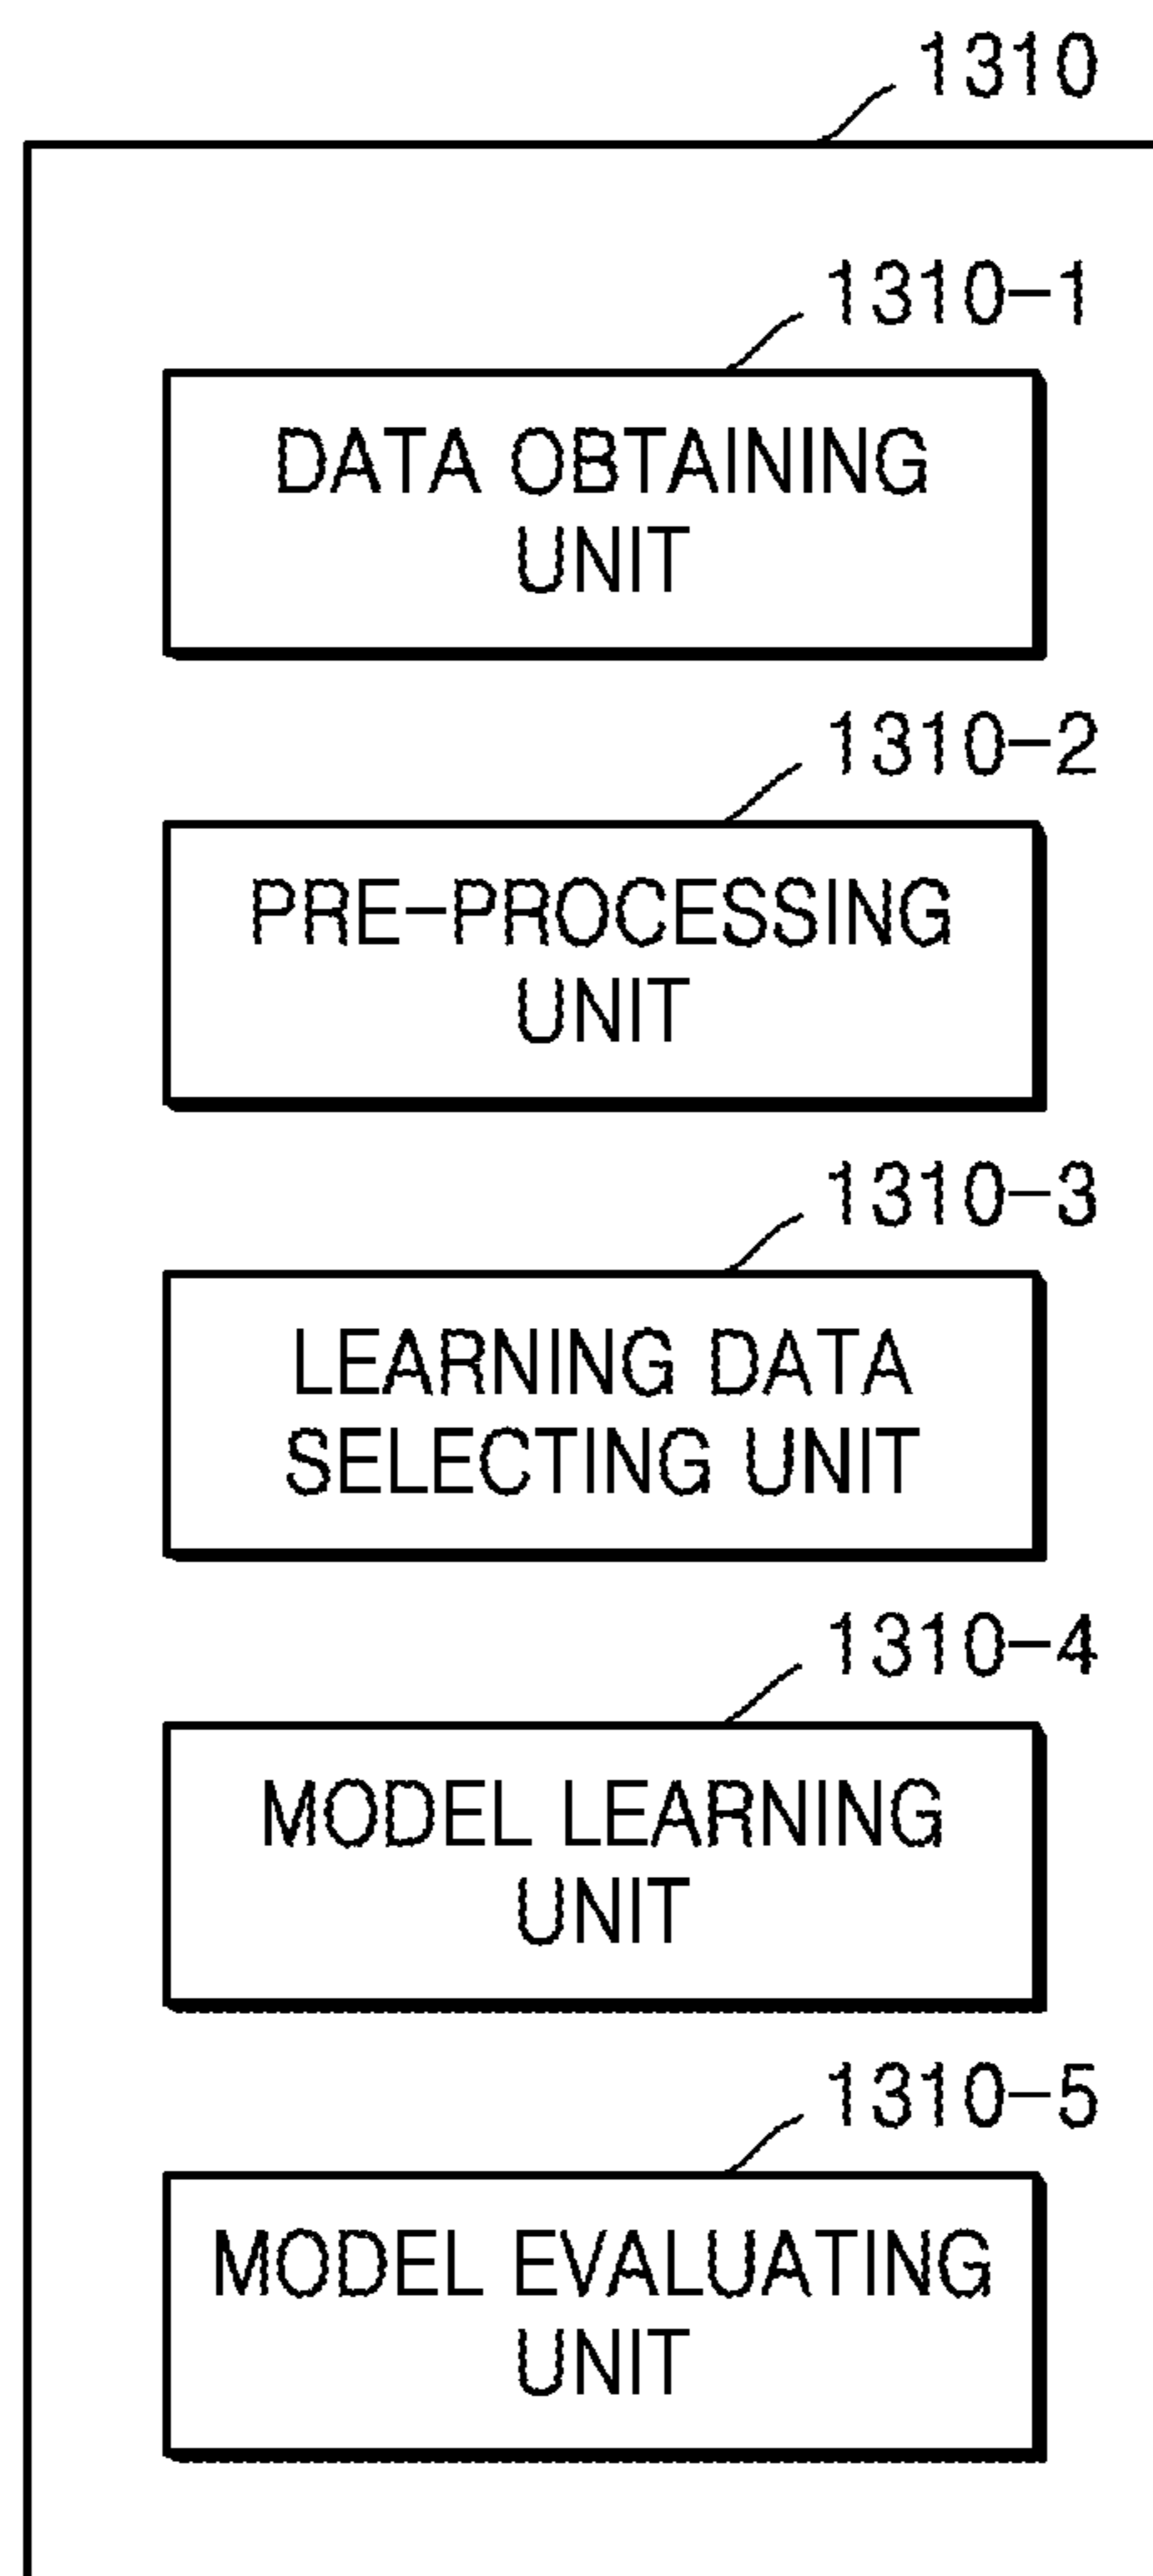 1310
1310-1
DATA OBTAINING
UNIT
1310-2
PRE-PROCESSING
UNIT
1310-3
LEARNING DATA
SELECTING UNIT
1310-4
MODEL LEARNING
UNIT
1310-5
MODEL EVALUATING
UNIT